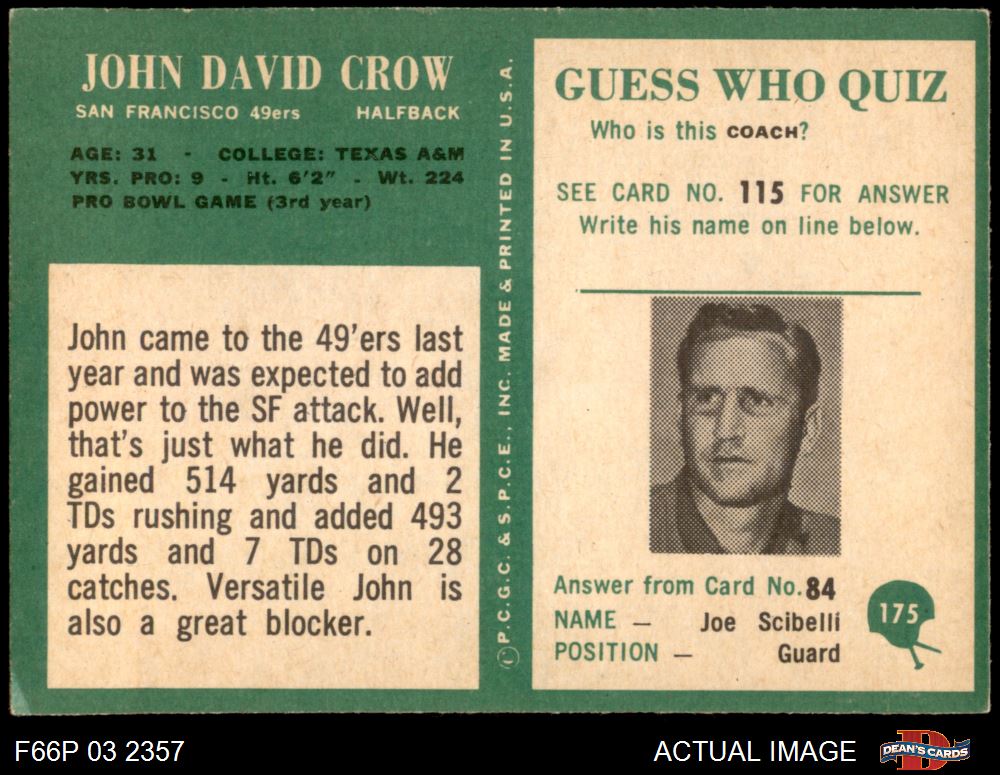 JOHN DAVID CROW
SAN FRANCISCO 49ers HALFBACK
AGE: 31 - COLLEGE: TEXAS A&M
YRS. PRO: 9 - Ht. 6'2" - Wt. 224
PRO BOWL GAME (3rd year)
John came to the 49'ers last
year and was expected to add
power to the SF attack. Well,
that's just what he did. He
gained 514 yards and 2
TDs rushing and added 493
yards and 7 TDs on 28
catches. Versatile John is
also a great blocker.
©P.C.G.C. & S.P.C.E., INC. MADE & PRINTED IN U.S.A.
GUESS WHO QUIZ
Who is this COACH?
SEE CARD NO. 115 FOR ANSWER
Write his name on line below.
Answer from Card No. 84
NAME — Joe Scibelli
POSITION — Guard
175
F66P 03 2357
ACTUAL IMAGE
D
DEAN'S CARDS